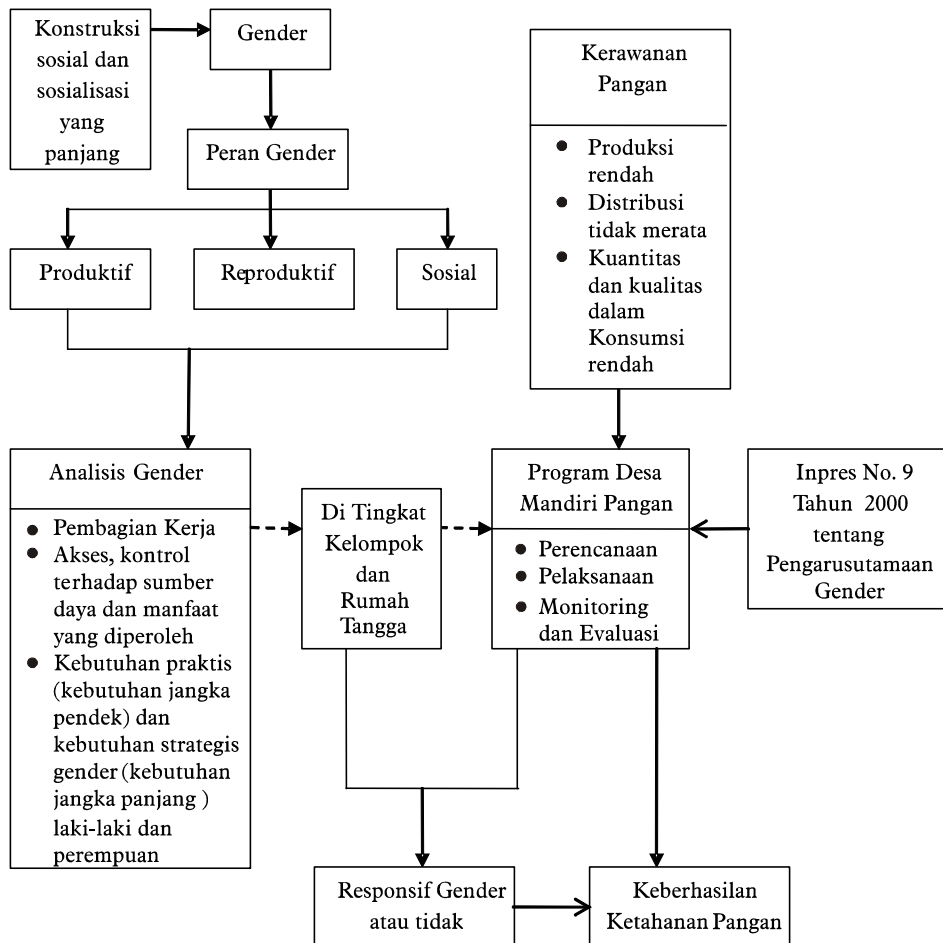 Konstruksi
sosial dan
sosialisasi
yang
panjang
Gender
Peran Gender
Produktif
Reproduktif
Sosial
Kerawanan
Pangan
● Produksi
rendah
● Distribusi
tidak merata
● Kuantitas
dan kualitas
dalam
Konsumsi
rendah
Analisis Gender
● Pembagian Kerja
● Akses, kontrol
terhadap sumber
daya dan manfaat
yang diperoleh
● Kebutuhan praktis
(kebutuhan jangka
pendek) dan
kebutuhan strategis
gender (kebutuhan
jangka panjang )
laki-laki dan
perempuan
Di Tingkat
Kelompok
dan
Rumah
Tangga
Program Desa
Mandiri Pangan
● Perencanaan
● Pelaksanaan
● Monitoring
dan Evaluasi
Inpres No. 9
Tahun 2000
tentang
Pengarusutamaan
Gender
Responsif Gender
atau tidak
Keberhasilan
Ketahanan Pangan